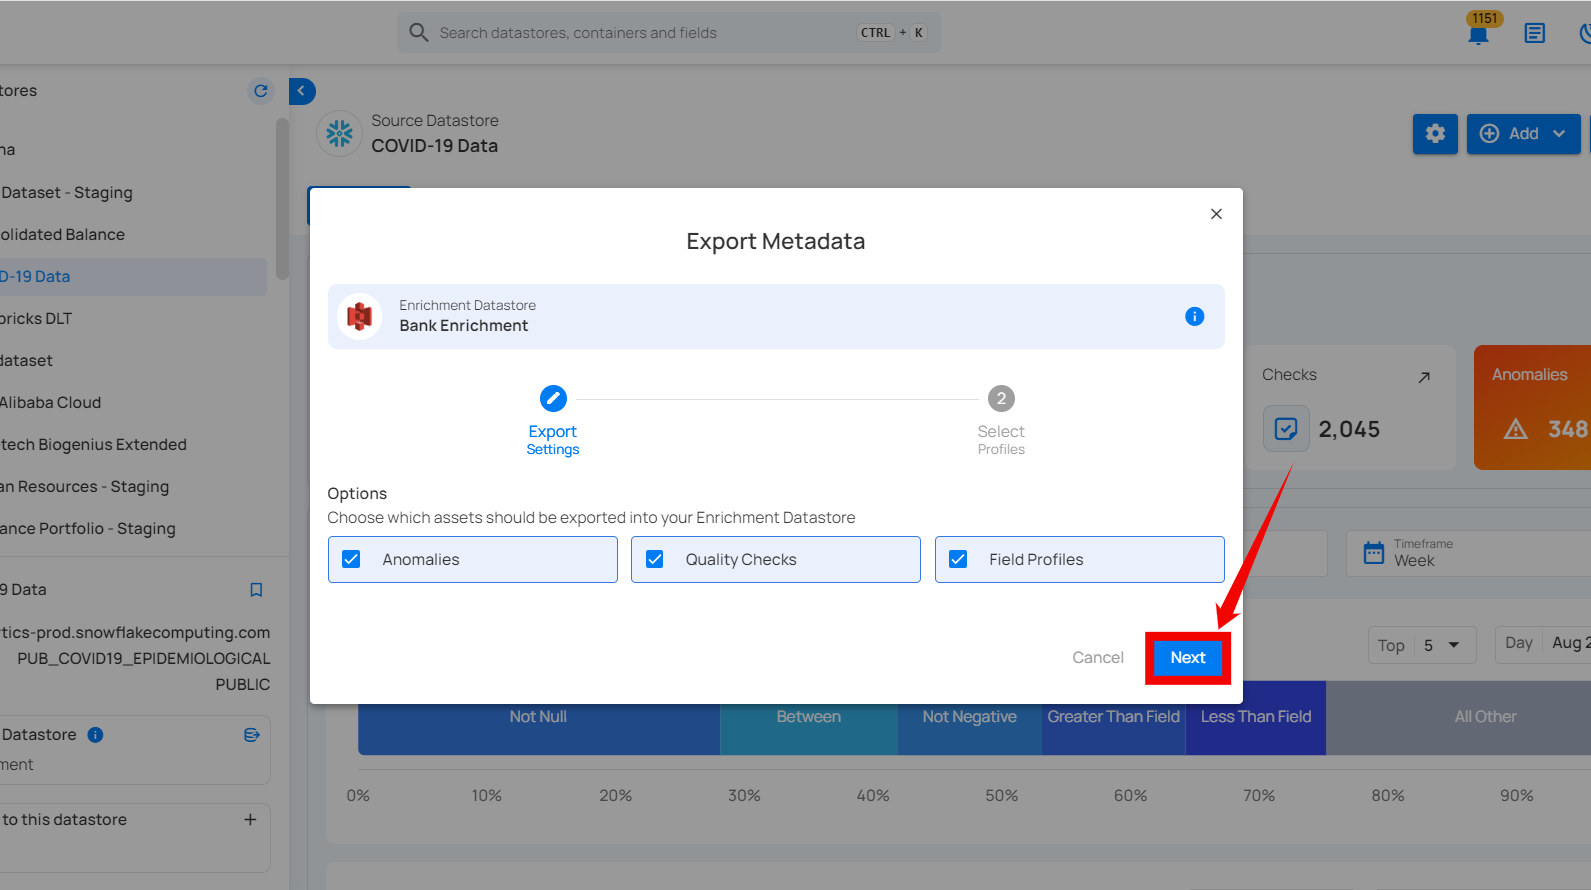 Search datastores, containers and fields
CTRL + K
1151
tores
na
Dataset - Staging
olidated Balance
D-19 Data
bricks DLT
dataset
Alibaba Cloud
tech Biogenius Extended
an Resources - Staging
ance Portfolio - Staging
9 Data
tics-prod.snowflakecomputing.com
PUB_COVID19_EPIDEMIOLOGICAL
PUBLIC
Datastore
ment
to this datastore
Source Datastore
COVID-19 Data
Add
Export Metadata
Enrichment Datastore
Bank Enrichment
2
Export
Settings
Select
Profiles
Options
Choose which assets should be exported into your Enrichment Datastore
Anomalies
Quality Checks
Field Profiles
Cancel
Next
Checks
2,045
Anomalies
348
Timeframe
Week
Top 5
Day Aug 2
Not Null
Between
Not Negative
Greater Than Field
Less Than Field
All Other
0% 10% 20% 30% 40% 50% 60% 70% 80% 90%